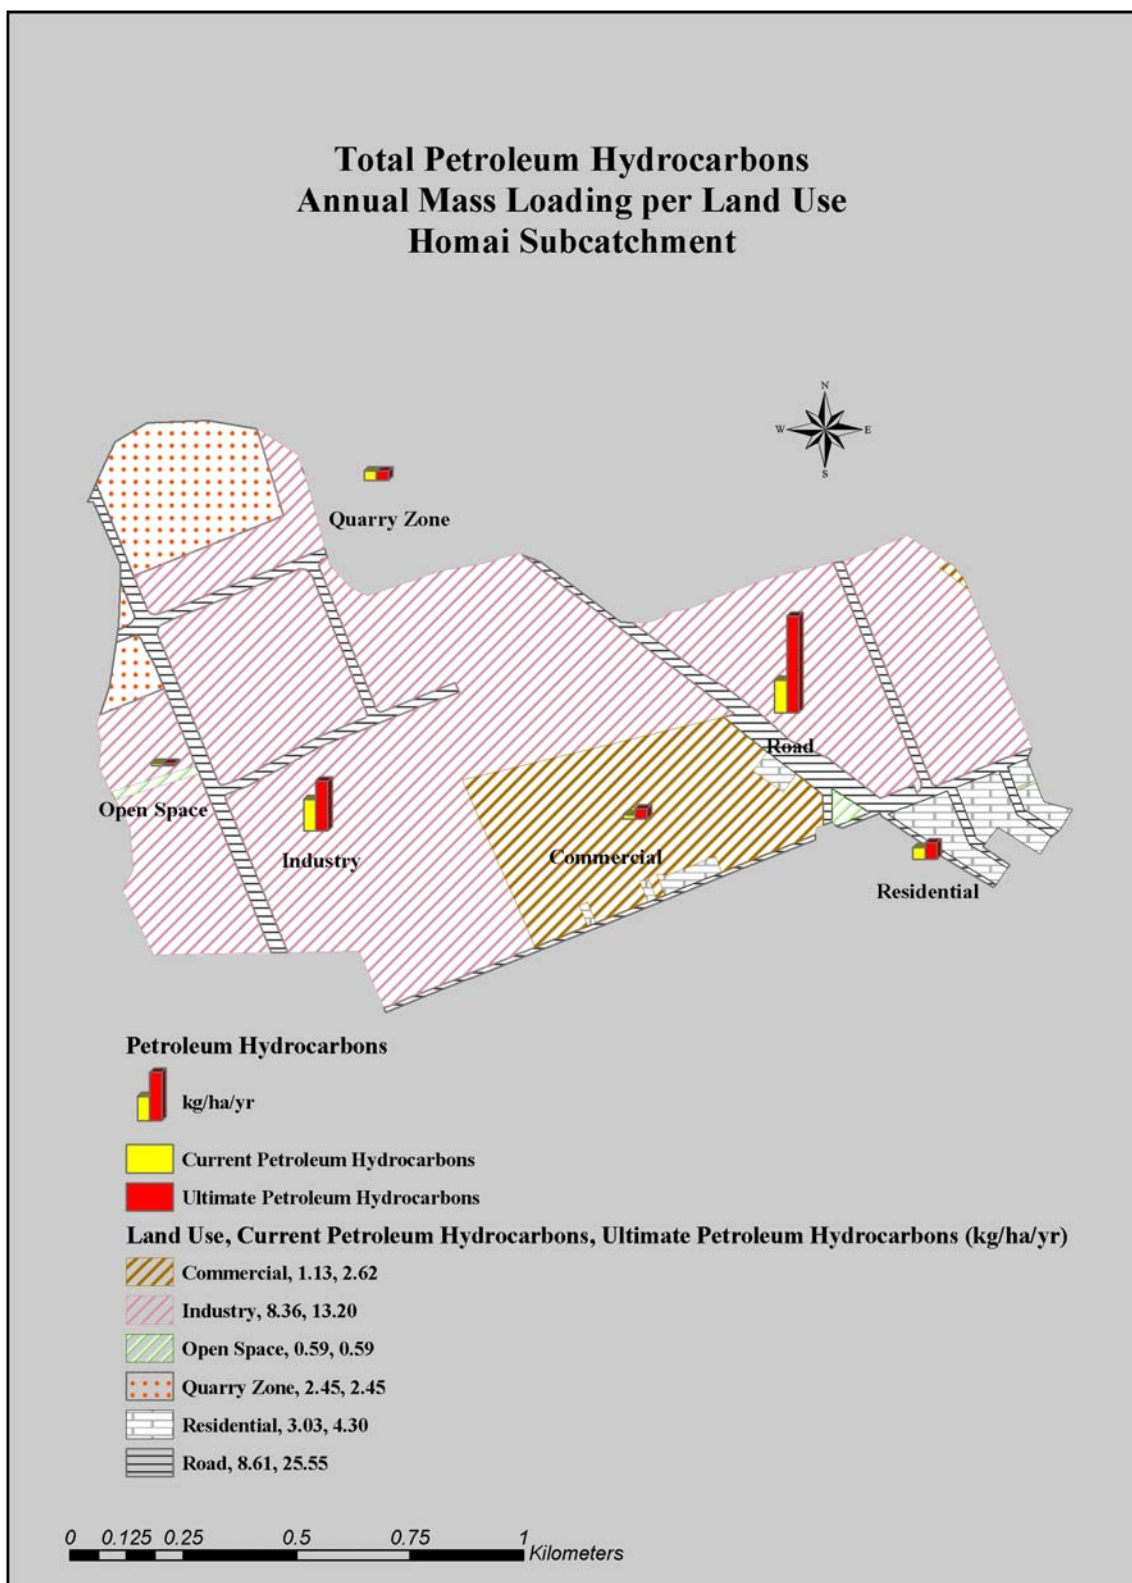 Total Petroleum Hydrocarbons
Annual Mass Loading per Land Use
Homai Subcatchment
N
W
E
S
Quarry Zone
Road
Open Space
Industry
Commercial
Residential
Petroleum Hydrocarbons
kg/ha/yr
Current Petroleum Hydrocarbons
Ultimate Petroleum Hydrocarbons
Land Use, Current Petroleum Hydrocarbons, Ultimate Petroleum Hydrocarbons (kg/ha/yr)
Commercial, 1.13, 2.62
Industry, 8.36, 13.20
Open Space, 0.59, 0.59
Quarry Zone, 2.45, 2.45
Residential, 3.03, 4.30
Road, 8.61, 25.55
0 0.125 0.25 0.5 0.75 1
Kilometers